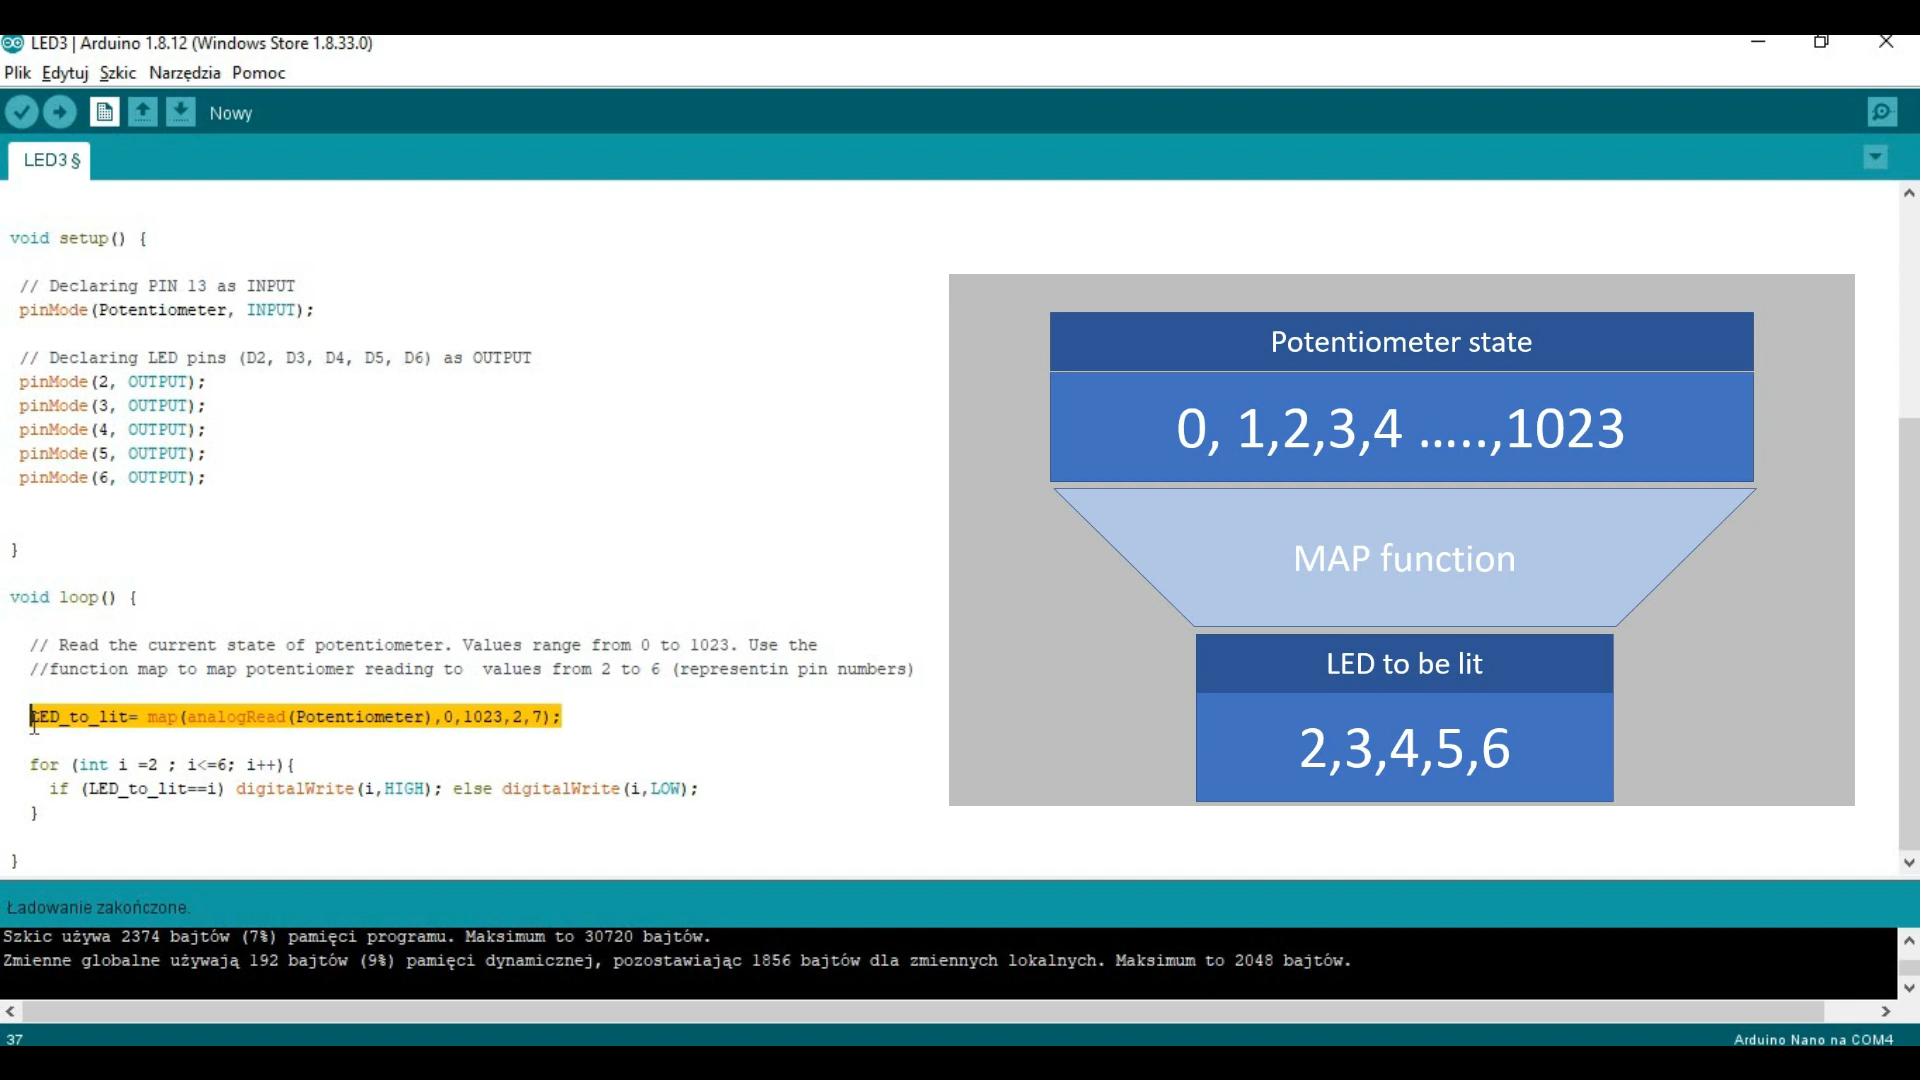 LED3 | Arduino 1.8.12 (Windows Store 1.8.33.0)
Plik Edytuj Szkic Narzędzia Pomoc
Nowy
LED3 §
void setup() {
// Declaring PIN 13 as INPUT
pinMode(Potentiometer, INPUT);
// Declaring LED pins (D2, D3, D4, D5, D6) as OUTPUT
pinMode(2, OUTPUT);
pinMode(3, OUTPUT);
pinMode(4, OUTPUT);
pinMode(5, OUTPUT);
pinMode(6, OUTPUT);
}
void loop() {
// Read the current state of potentiometer. Values range from 0 to 1023. Use the
//function map to map potentiomer reading to  values from 2 to 6 (representin pin numbers)
LED_to_lit= map(analogRead(Potentiometer),0,1023,2,7);
for (int i =2 ; i<=6; i++){
if (LED_to_lit==i) digitalWrite(i,HIGH); else digitalWrite(i,LOW);
}
}
Potentiometer state
0, 1,2,3,4 .....,1023
MAP function
LED to be lit
2,3,4,5,6
Ładowanie zakończone.
Szkic używa 2374 bajtów (7%) pamięci programu. Maksimum to 30720 bajtów.
Zmienne globalne używają 192 bajtów (9%) pamięci dynamicznej, pozostawiając 1856 bajtów dla zmiennych lokalnych. Maksimum to 2048 bajtów.
37
Arduino Nano na COM4